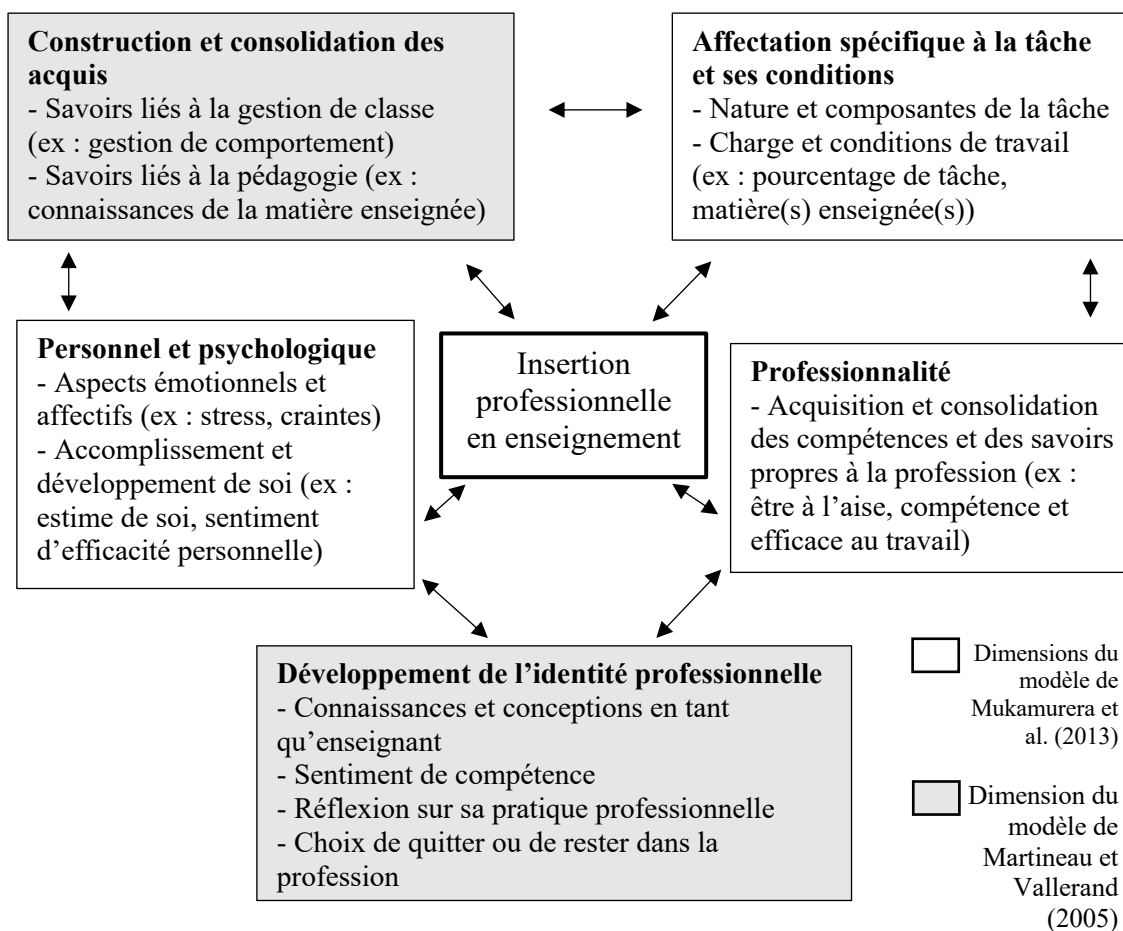 Construction et consolidation des
acquis
- Savoirs liés à la gestion de classe
(ex : gestion de comportement)
- Savoirs liés à la pédagogie (ex :
connaissances de la matière enseignée)
Affectation spécifique à la tâche
et ses conditions
- Nature et composantes de la tâche
- Charge et conditions de travail
(ex : pourcentage de tâche,
matière(s) enseignée(s))
Personnel et psychologique
- Aspects émotionnels et
affectifs (ex : stress, craintes)
- Accomplissement et
développement de soi (ex :
estime de soi, sentiment
d’efficacité personnelle)
Insertion
professionnelle
en enseignement
Professionnalité
- Acquisition et consolidation
des compétences et des savoirs
propres à la profession (ex :
être à l’aise, compétence et
efficace au travail)
Développement de l’identité professionnelle
- Connaissances et conceptions en tant
qu’enseignant
- Sentiment de compétence
- Réflexion sur sa pratique professionnelle
- Choix de quitter ou de rester dans la
profession
Dimensions du
modèle de
Mukamurera et
al. (2013)
Dimension du
modèle de
Martineau et
Vallerand
(2005)